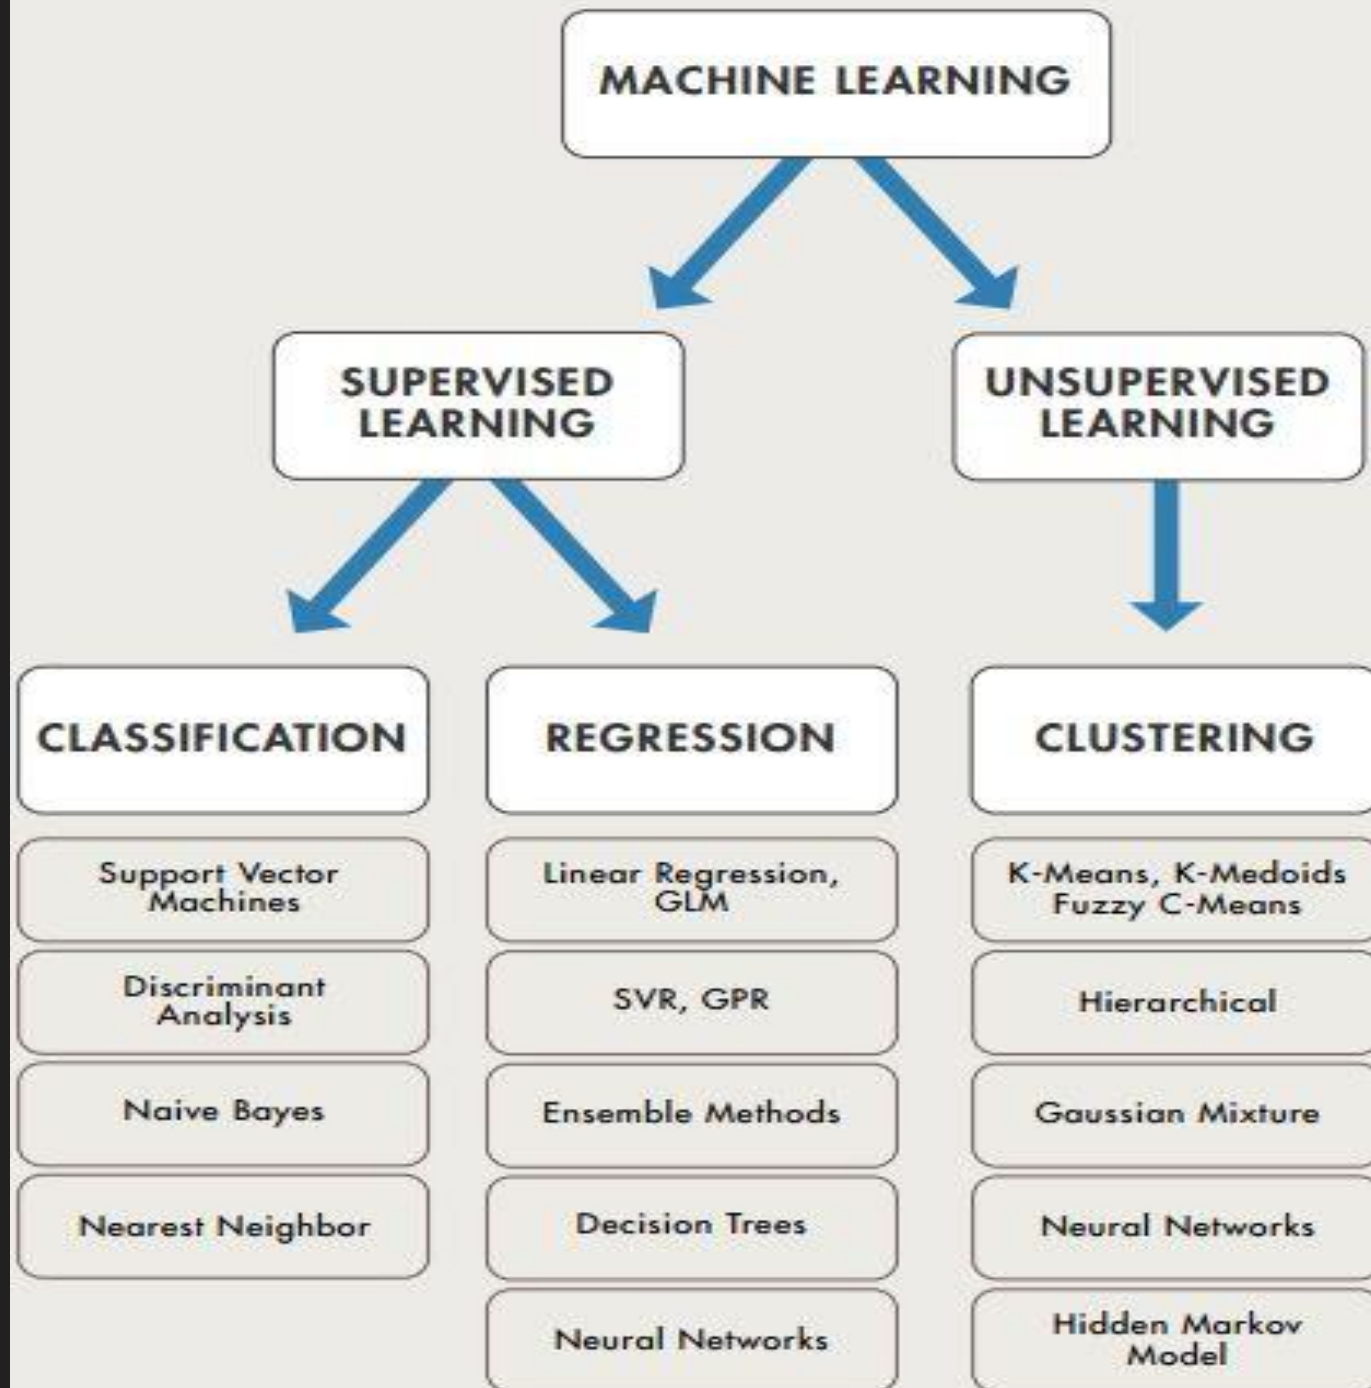 MACHINE LEARNING
SUPERVISED
LEARNING
UNSUPERVISED
LEARNING
CLASSIFICATION
Support Vector
Machines
Discriminant
Analysis
Naive Bayes
Nearest Neighbor
REGRESSION
Linear Regression,
GLM
SVR, GPR
Ensemble Methods
Decision Trees
Neural Networks
CLUSTERING
K-Means, K-Medoids
Fuzzy C-Means
Hierarchical
Gaussian Mixture
Neural Networks
Hidden Markov
Model